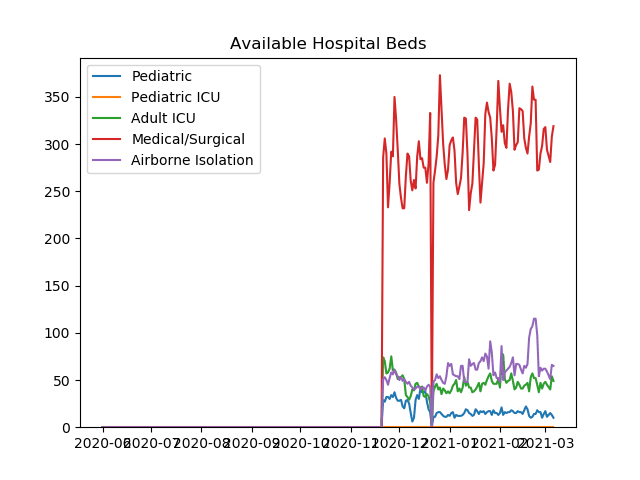 Available Hospital Beds
Pediatric
Pediatric ICU
Adult ICU
Medical/Surgical
Airborne Isolation
350
300
250
200
150
100
50
0
2020-06 2020-07 2020-08 2020-09 2020-10 2020-11 2020-12 2021-01 2021-02 2021-03